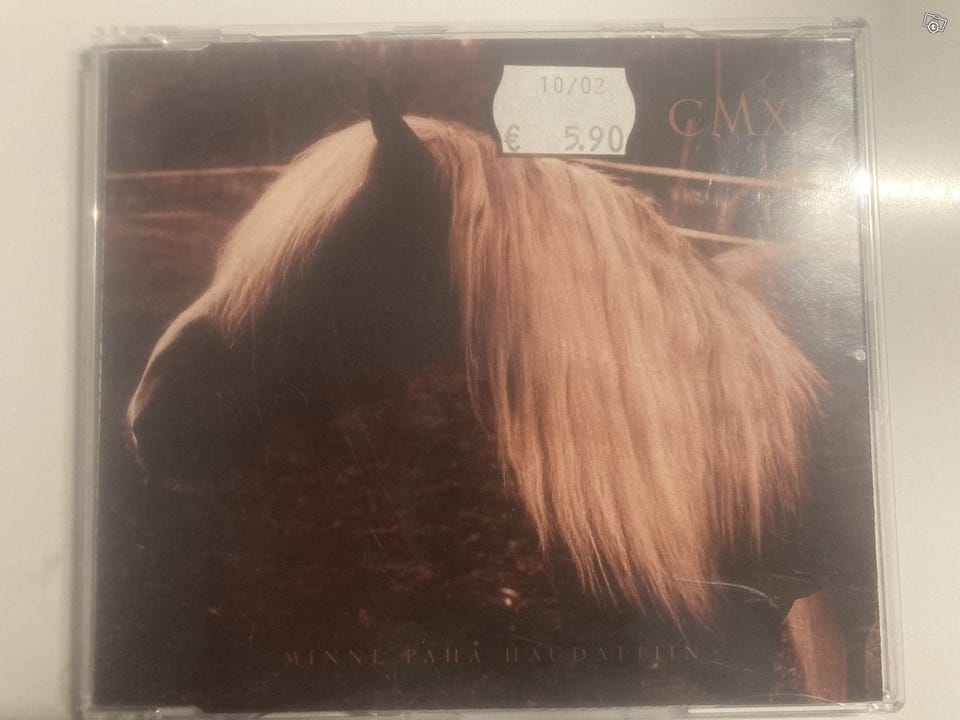 10/02
€ 5.90
CMX
MINNE PAHA HAUDATTIIN